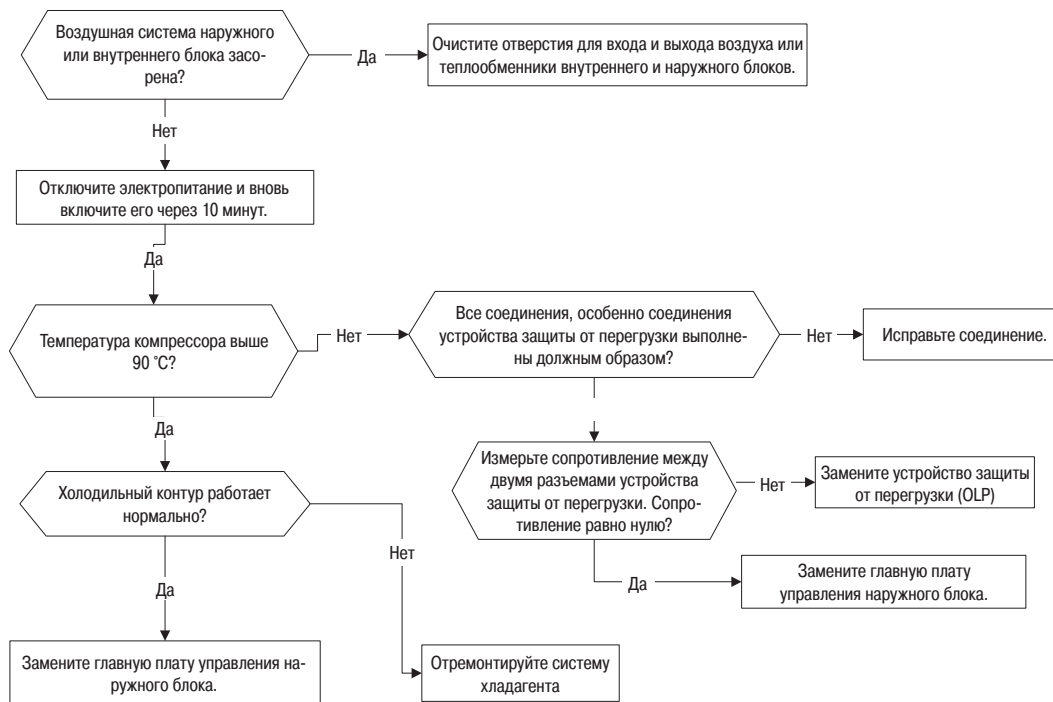 Воздушная система наружного
или внутреннего блока засо-
рена?
Да
Очистите отверстия для входа и выхода воздуха или
теплообменники внутреннего и наружного блоков.
Нет
Отключите электропитание и вновь
включите его через 10 минут.
Да
Температура компрессора выше
90 °C?
Нет
Все соединения, особенно соединения
устройства защиты от перегрузки выполне-
ны должным образом?
Нет
Исправьте соединение.
Да
Измерьте сопротивление между
двумя разъемами устройства
защиты от перегрузки. Сопро-
тивление равно нулю?
Нет
Замените устройство защиты
от перегрузки (OLP)
Холодильный контур работает
нормально?
Нет
Да
Замените главную плату
управления наружного блока.
Да
Замените главную плату управления на-
ружного блока.
Отремонтируйте систему
хладагента